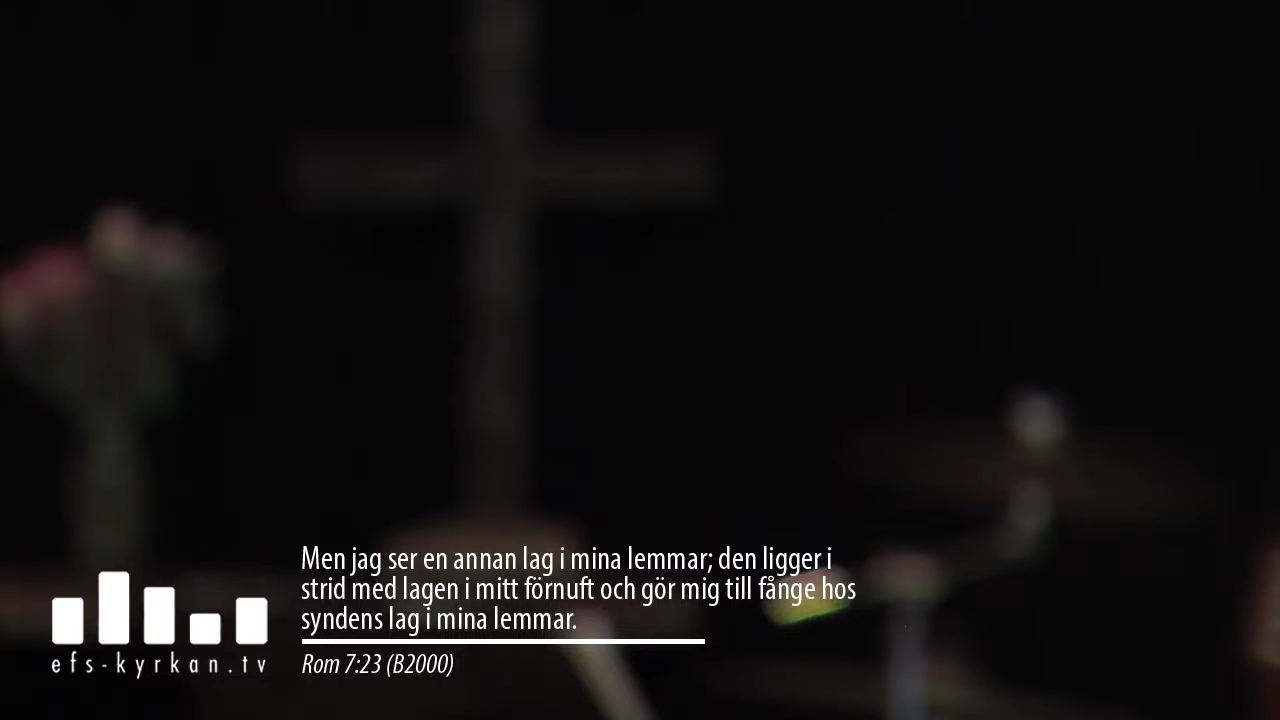 Men jag ser en annan lag i mina lemmar; den ligger i
strid med lagen i mitt förnuft och gör mig till fånge hos
syndens lag i mina lemmar.
Rom 7:23 (B2000)
efs-kyrkan.tv